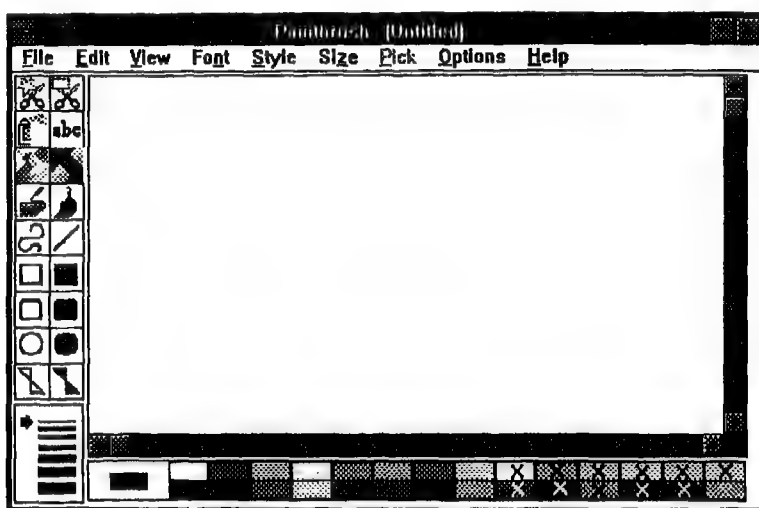 Paintbrush - [Untitled]
File Edit View Font Style Size Pick Options Help
abc